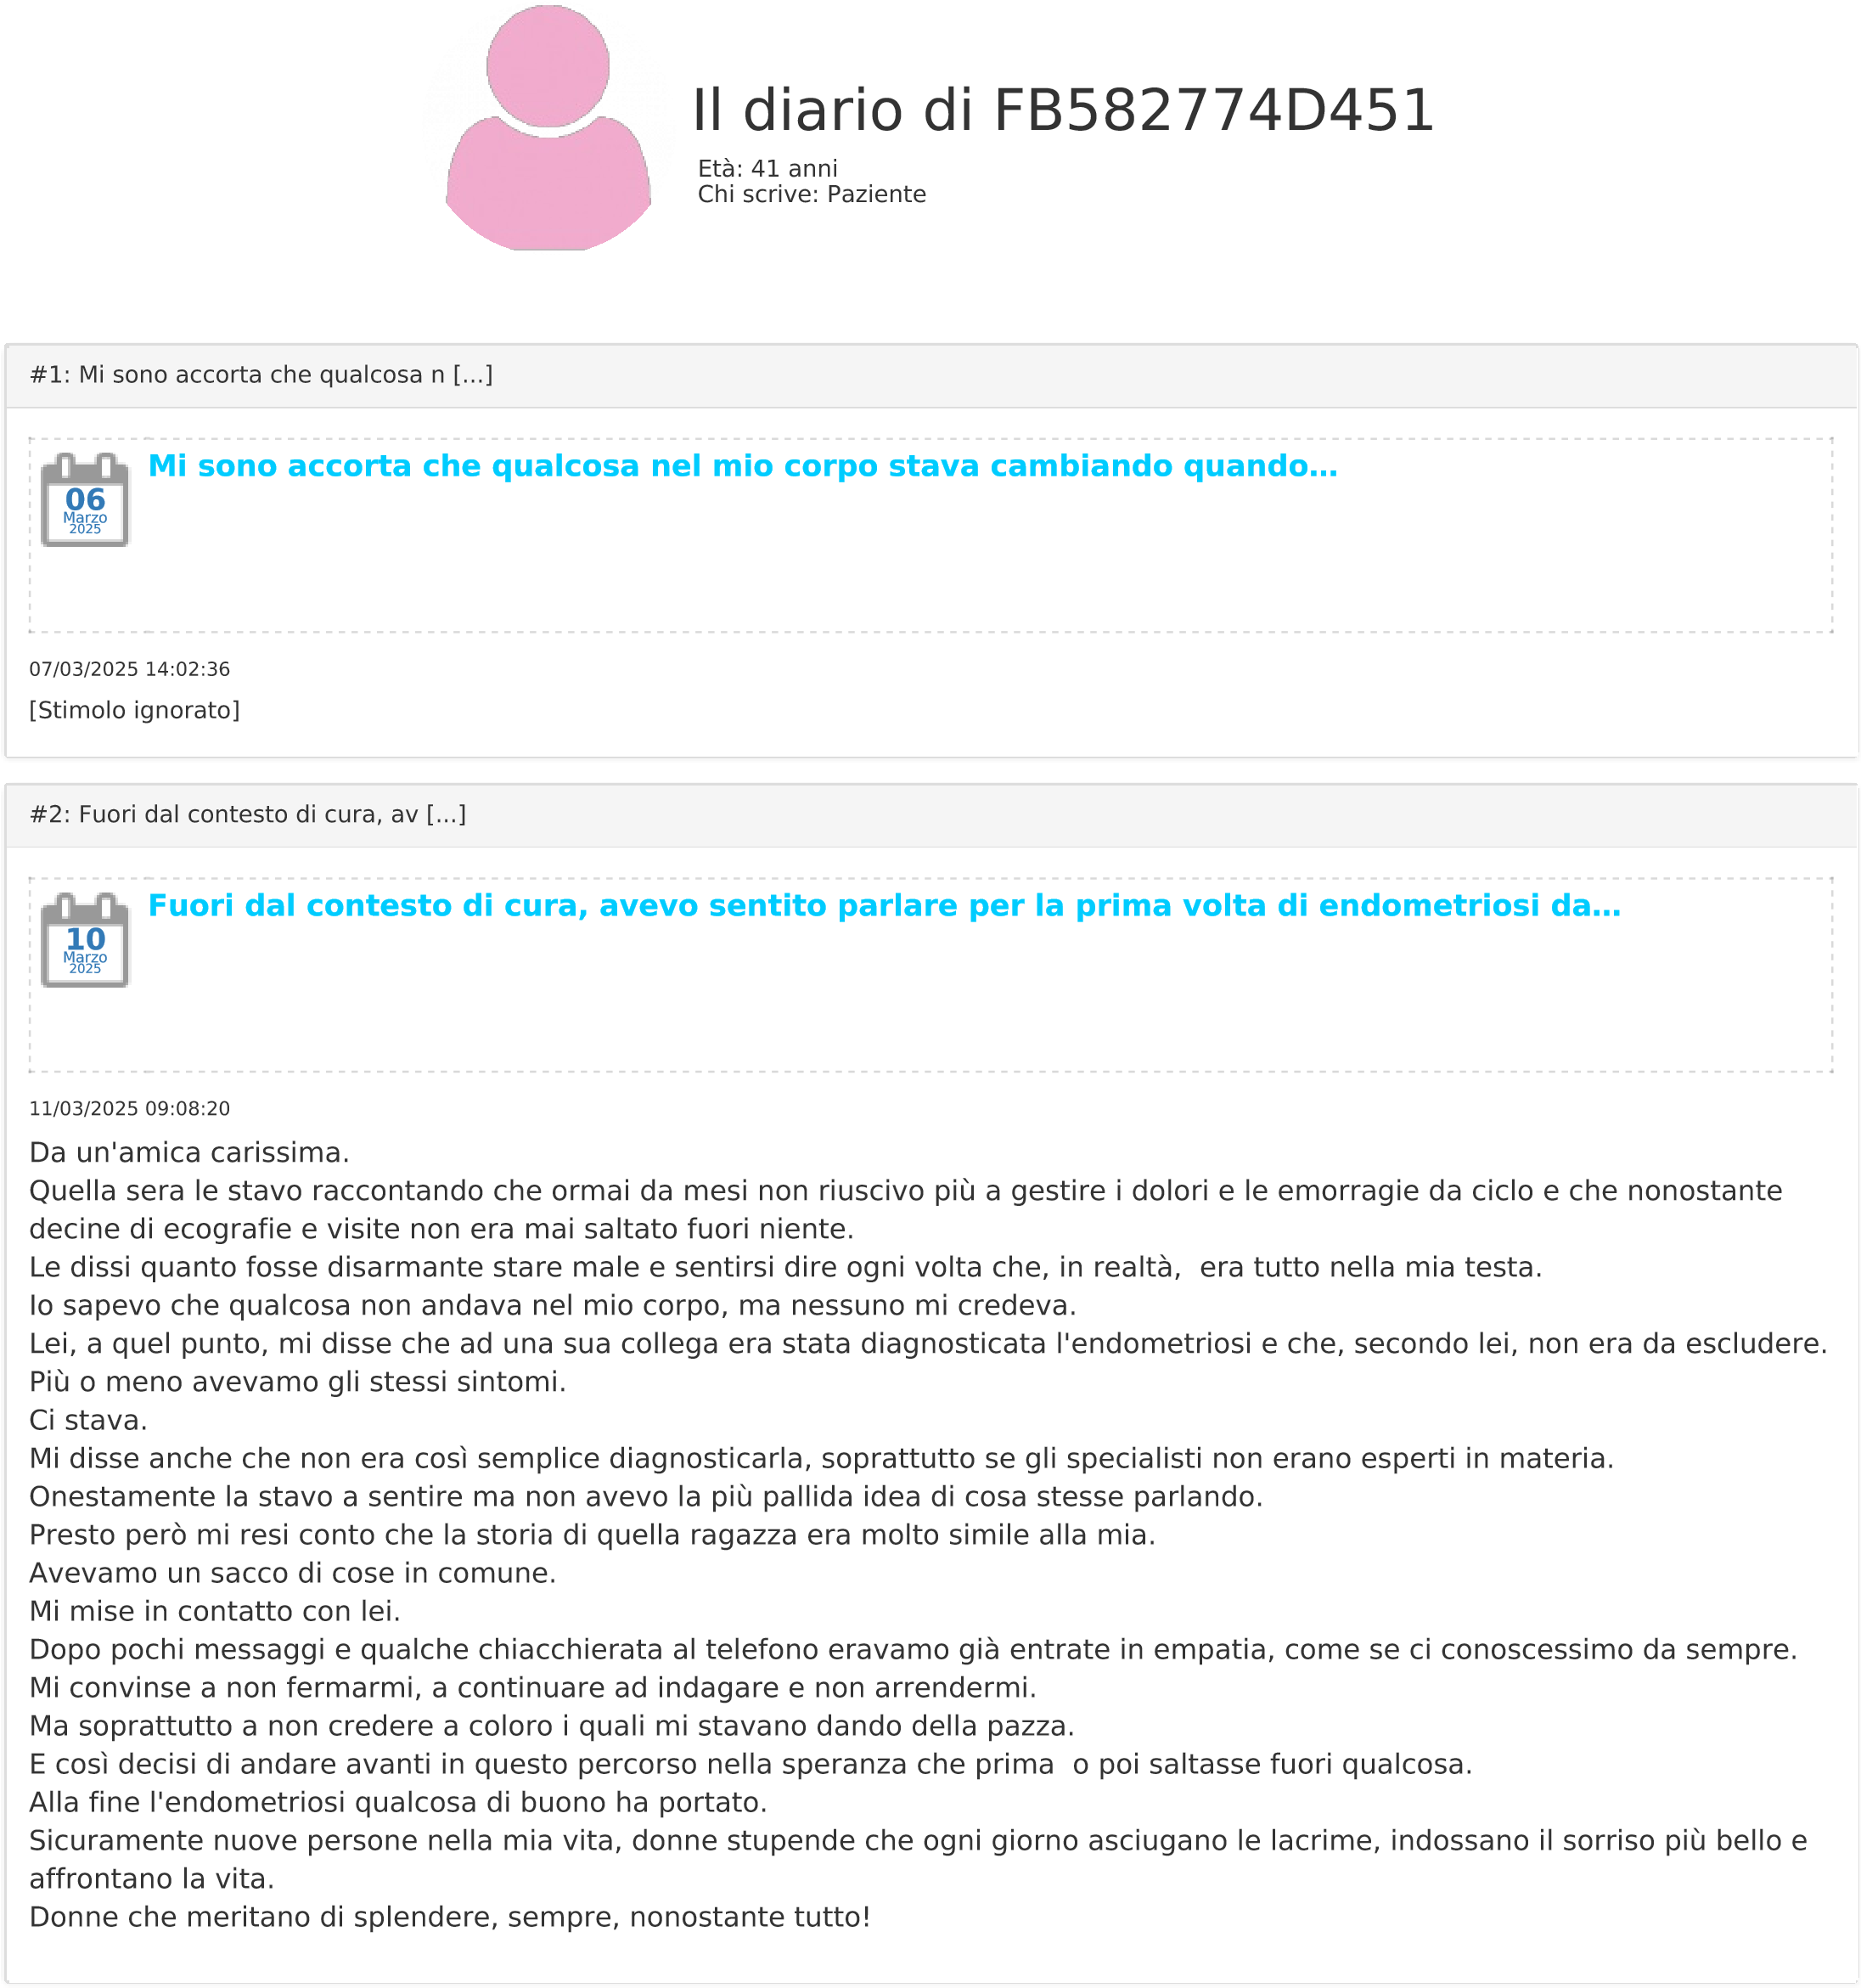 Il diario di FB582774D451
Età: 41 anni
Chi scrive: Paziente
#1: Mi sono accorta che qualcosa n [...]
Mi sono accorta che qualcosa nel mio corpo stava cambiando quando...
06
Marzo
2025
07/03/2025 14:02:36
[Stimolo ignorato]
#2: Fuori dal contesto di cura, av [...]
Fuori dal contesto di cura, avevo sentito parlare per la prima volta di endometriosi da...
10
Marzo
2025
11/03/2025 09:08:20
Da un'amica carissima.
Quella sera le stavo raccontando che ormai da mesi non riuscivo più a gestire i dolori e le emorragie da ciclo e che nonostante
decine di ecografie e visite non era mai saltato fuori niente.
Le dissi quanto fosse disarmante stare male e sentirsi dire ogni volta che, in realtà,  era tutto nella mia testa.
Io sapevo che qualcosa non andava nel mio corpo, ma nessuno mi credeva.
Lei, a quel punto, mi disse che ad una sua collega era stata diagnosticata l'endometriosi e che, secondo lei, non era da escludere.
Più o meno avevamo gli stessi sintomi.
Ci stava.
Mi disse anche che non era così semplice diagnosticarla, soprattutto se gli specialisti non erano esperti in materia.
Onestamente la stavo a sentire ma non avevo la più pallida idea di cosa stesse parlando.
Presto però mi resi conto che la storia di quella ragazza era molto simile alla mia.
Avevamo un sacco di cose in comune.
Mi mise in contatto con lei.
Dopo pochi messaggi e qualche chiacchierata al telefono eravamo già entrate in empatia, come se ci conoscessimo da sempre.
Mi convinse a non fermarmi, a continuare ad indagare e non arrendermi.
Ma soprattutto a non credere a coloro i quali mi stavano dando della pazza.
E così decisi di andare avanti in questo percorso nella speranza che prima  o poi saltasse fuori qualcosa.
Alla fine l'endometriosi qualcosa di buono ha portato.
Sicuramente nuove persone nella mia vita, donne stupende che ogni giorno asciugano le lacrime, indossano il sorriso più bello e
affrontano la vita.
Donne che meritano di splendere, sempre, nonostante tutto!